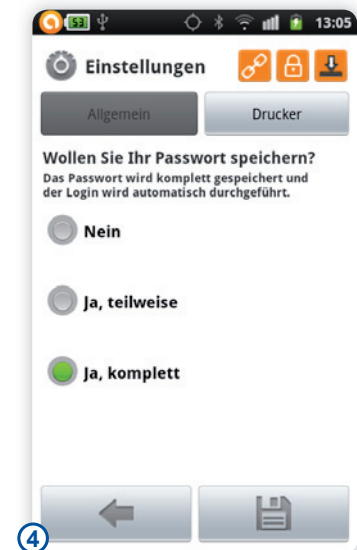 53 13:05
Einstellungen
Allgemein Drucker
Wollen Sie Ihr Passwort speichern?
Das Passwort wird komplett gespeichert und
der Login wird automatisch durchgeführt.
Nein
Ja, teilweise
Ja, komplett
4